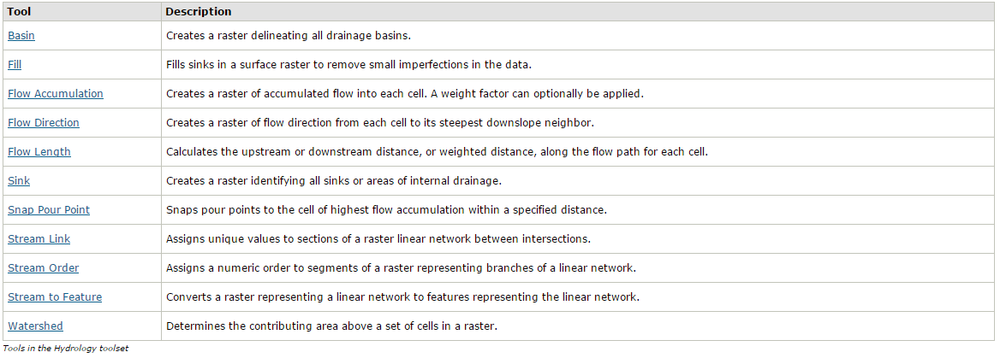 Tool Description
Basin Creates a raster delineating all drainage basins.
Fill Fills sinks in a surface raster to remove small imperfections in the data.
Flow Accumulation Creates a raster of accumulated flow into each cell. A weight factor can optionally be applied.
Flow Direction Creates a raster of flow direction from each cell to its steepest downslope neighbor.
Flow Length Calculates the upstream or downstream distance, or weighted distance, along the flow path for each cell.
Sink Creates a raster identifying all sinks or areas of internal drainage.
Snap Pour Point Snaps pour points to the cell of highest flow accumulation within a specified distance.
Stream Link Assigns unique values to sections of a raster linear network between intersections.
Stream Order Assigns a numeric order to segments of a raster representing branches of a linear network.
Stream to Feature Converts a raster representing a linear network to features representing the linear network.
Watershed Determines the contributing area above a set of cells in a raster.
Tools in the Hydrology toolset